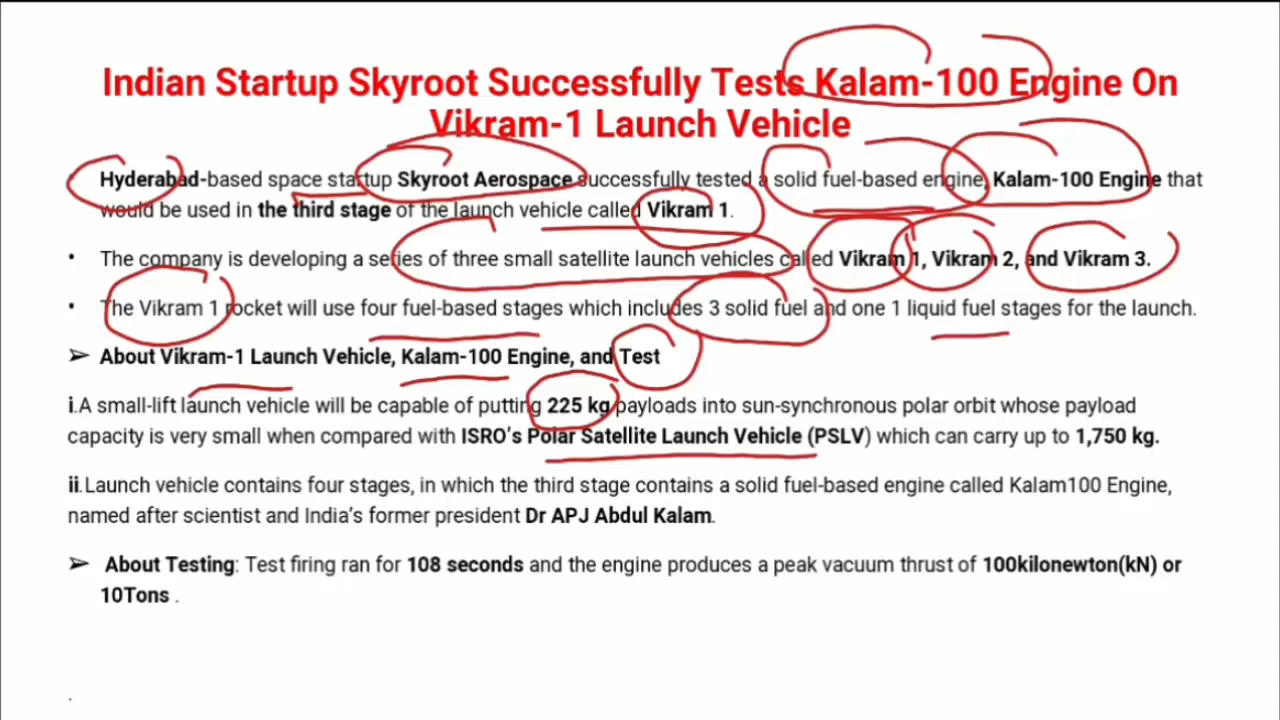 Indian Startup Skyroot Successfully Tests Kalam-100 Engine On
Vikram-1 Launch Vehicle
Hyderabad-based space startup Skyroot Aerospace successfully tested a solid fuel-based engine, Kalam-100 Engine that
would be used in the third stage of the launch vehicle called Vikram 1.
• The company is developing a series of three small satellite launch vehicles called Vikram 1, Vikram 2, and Vikram 3.
• The Vikram 1 rocket will use four fuel-based stages which includes 3 solid fuel and one 1 liquid fuel stages for the launch.
➢ About Vikram-1 Launch Vehicle, Kalam-100 Engine, and Test
i.A small-lift launch vehicle will be capable of putting 225 kg payloads into sun-synchronous polar orbit whose payload
capacity is very small when compared with ISRO's Polar Satellite Launch Vehicle (PSLV) which can carry up to 1,750 kg.
ii.Launch vehicle contains four stages, in which the third stage contains a solid fuel-based engine called Kalam100 Engine,
named after scientist and India's former president Dr APJ Abdul Kalam.
➢ About Testing: Test firing ran for 108 seconds and the engine produces a peak vacuum thrust of 100kilonewton(kN) or
10Tons .
.